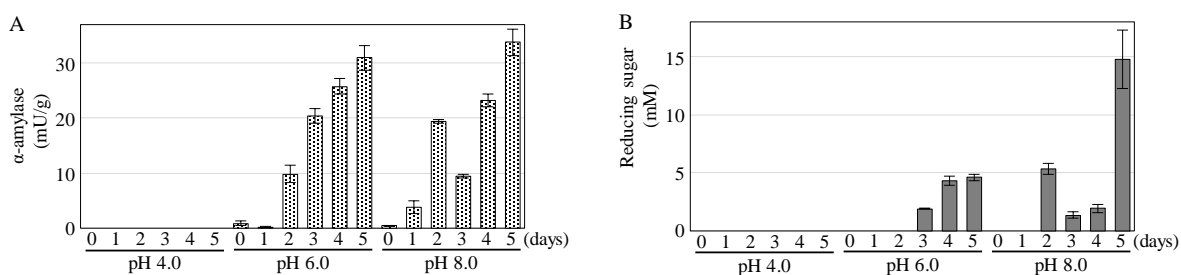 A
α-amylase
(mU/g)
30
20
10
0
0 1 2 3 4 5 0 1 2 3 4 5 0 1 2 3 4 5 (days)
pH 4.0 pH 6.0 pH 8.0
B
Reducing sugar
(mM)
15
10
5
0
0 1 2 3 4 5 0 1 2 3 4 5 0 1 2 3 4 5 (days)
pH 4.0 pH 6.0 pH 8.0